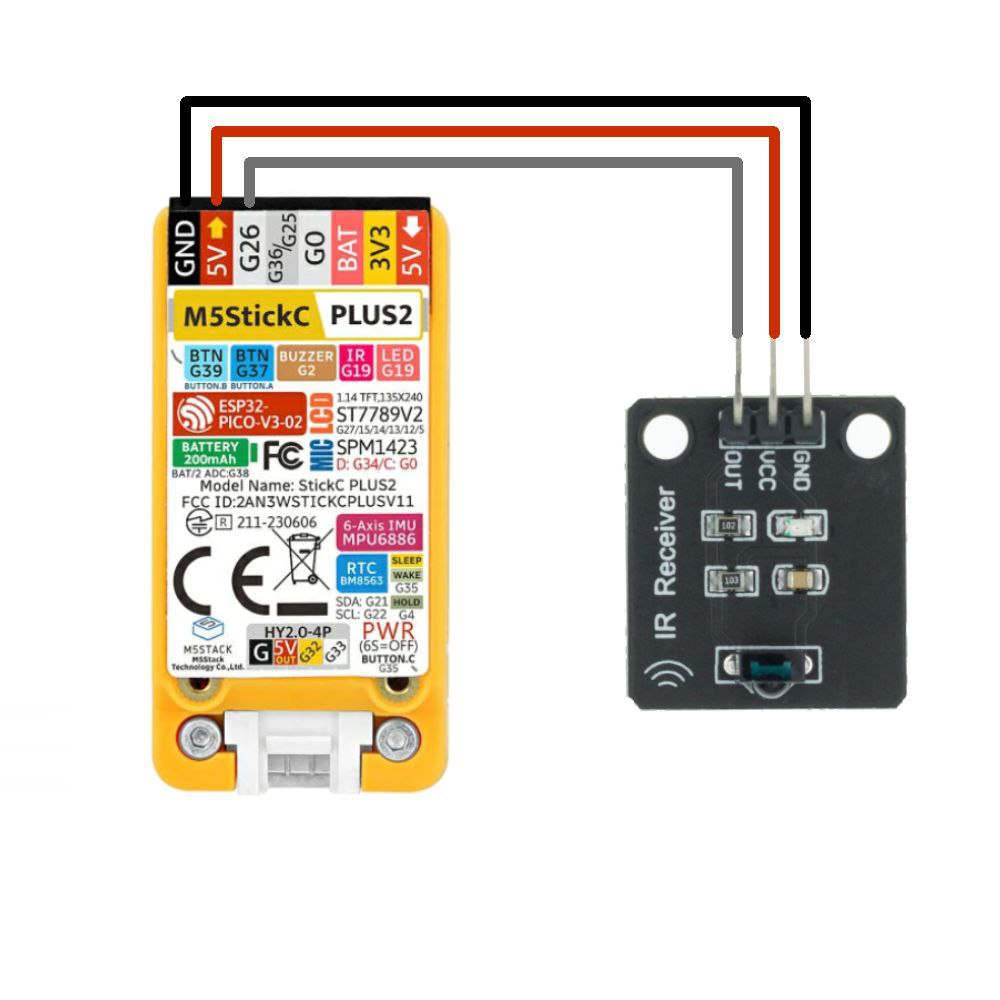 GND
5V
G26
G36/G25
G0
BAT
3V3
5V
M5StickC PLUS2
BTN G39
BUTTON.B
BTN G37
BUTTON.A
BUZZER G2
IR G19
LED G19
ESP32-
PICO-V3-02
LCD
1.14 TFT,135X240
ST7789V2
G27/15/14/13/12/5
BATTERY
200mAh
BAT/2 ADC:G38
FC
MIC
SPM1423
D: G34/C: G0
Model Name: StickC PLUS2
FCC ID:2AN3WSTICKCPLUSV11
R 211-230606
CE
6-Axis IMU
MPU6886
RTC
BM8563
SLEEP
WAKE
G35
SDA: G21
SCL: G22
HOLD
G4
M5STACK
M5Stack
Technology Co.,Ltd.
HY2.0-4P
G 5V OUT G32 G33
PWR
(6S=OFF)
BUTTON.C
G35
OUT
VCC
GND
102
103
IR Receiver